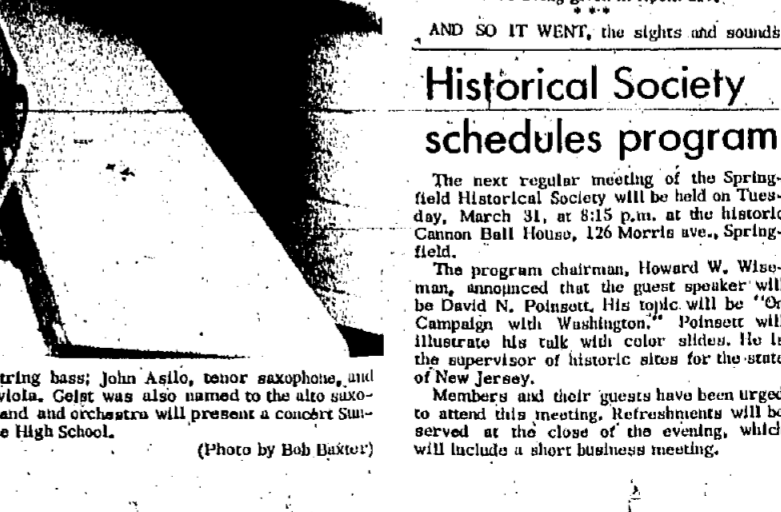 * * *
AND SO IT WENT, the sights and sounds
Historical Society
schedules program
The next regular meeting of the Spring-
field Historical Society will be held on Tues-
day, March 31, at 8:15 p.m. at the historic
Cannon Ball House, 126 Morris ave., Spring-
field.
The program chairman, Howard W. Wise-
man, announced that the guest speaker will
be David N. Poinsett. His topic will be "On
Campaign with Washington." Poinsett will
illustrate his talk with color slides. He is
the supervisor of historic sites for the state
of New Jersey.
Members and their guests have been urged
to attend this meeting. Refreshments will be
served at the close of the evening, which
will include a short business meeting.
tring bass; John Asilo, tenor saxophone, and
viola. Geist was also named to the alto saxo-
and and orchestra will present a concert Sun-
e High School.
(Photo by Bob Baxter)